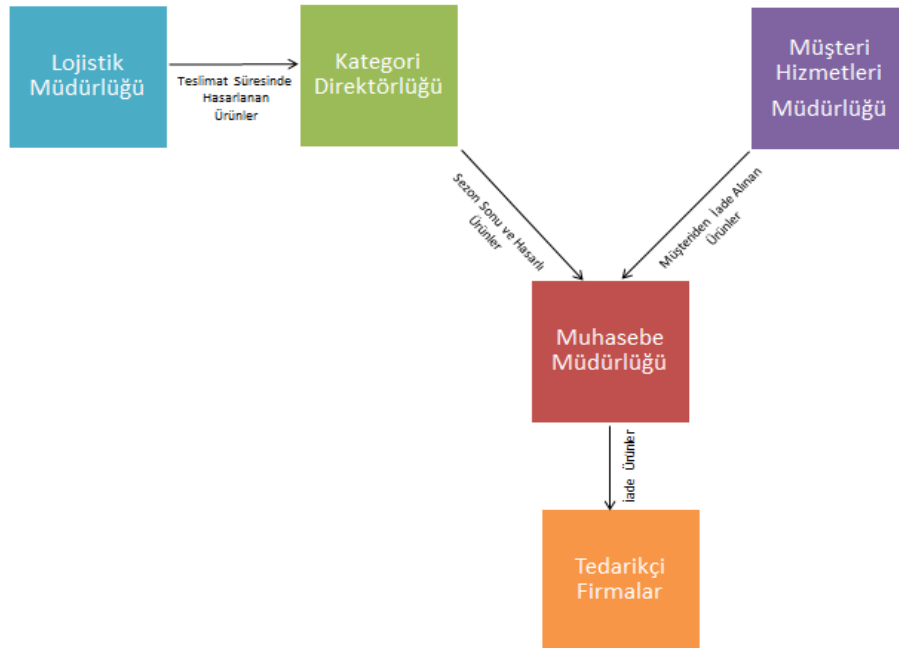 Lojistik
Müdürlüğü
Teslimat Süresinde
Hasarlanan
Ürünler
Kategori
Direktörlüğü
Müşteri
Hizmetleri
Müdürlüğü
Sezon Sonu ve Hasarlı
Ürünler
Müşteriden İade Alınan
Ürünler
Muhasebe
Müdürlüğü
İade Ürünler
Tedarikçi
Firmalar